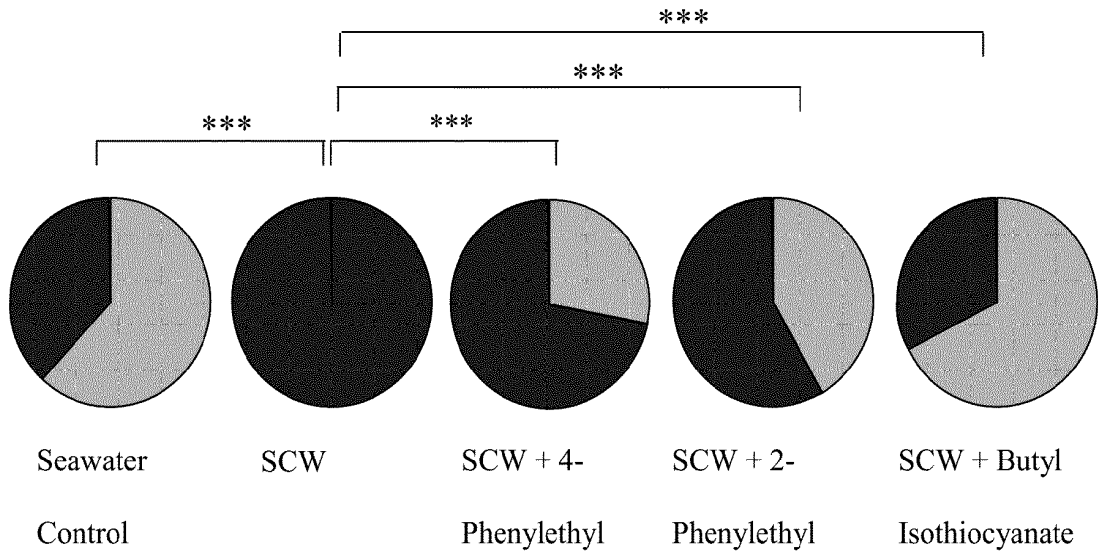 ***
***
*** ***
Seawater SCW SCW + 4- SCW + 2- SCW + Butyl
Control Phenylethyl Phenylethyl Isothiocyanate